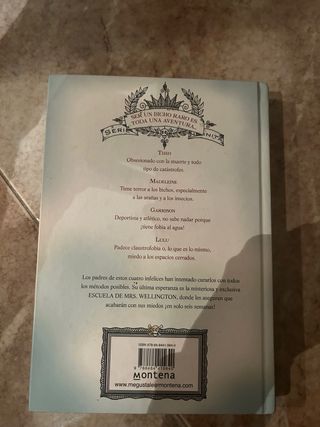 SER UN BICHO RARO ES
TODA UNA AVENTURA.
THEO
Obsesionado con la muerte y todo
tipo de catástrofes.
MADELEINE
Tiene terror a los bichos, especialmente
a las arañas y a los insectos.
GARRISON
Deportista y atlético, no sabe nadar porque
¡tiene fobia al agua!
LULU
Padece claustrofobia o, lo que es lo mismo,
miedo a los espacios cerrados.
Los padres de estos cuatro infelices han intentado curarlos con todos
los métodos posibles. Su última esperanza es la misteriosa y exclusiva
ESCUELA DE MRS. WELLINGTON, donde les aseguran que
acabarán con sus miedos ¡en solo seis semanas!
montena
www.megustaleermontena.com